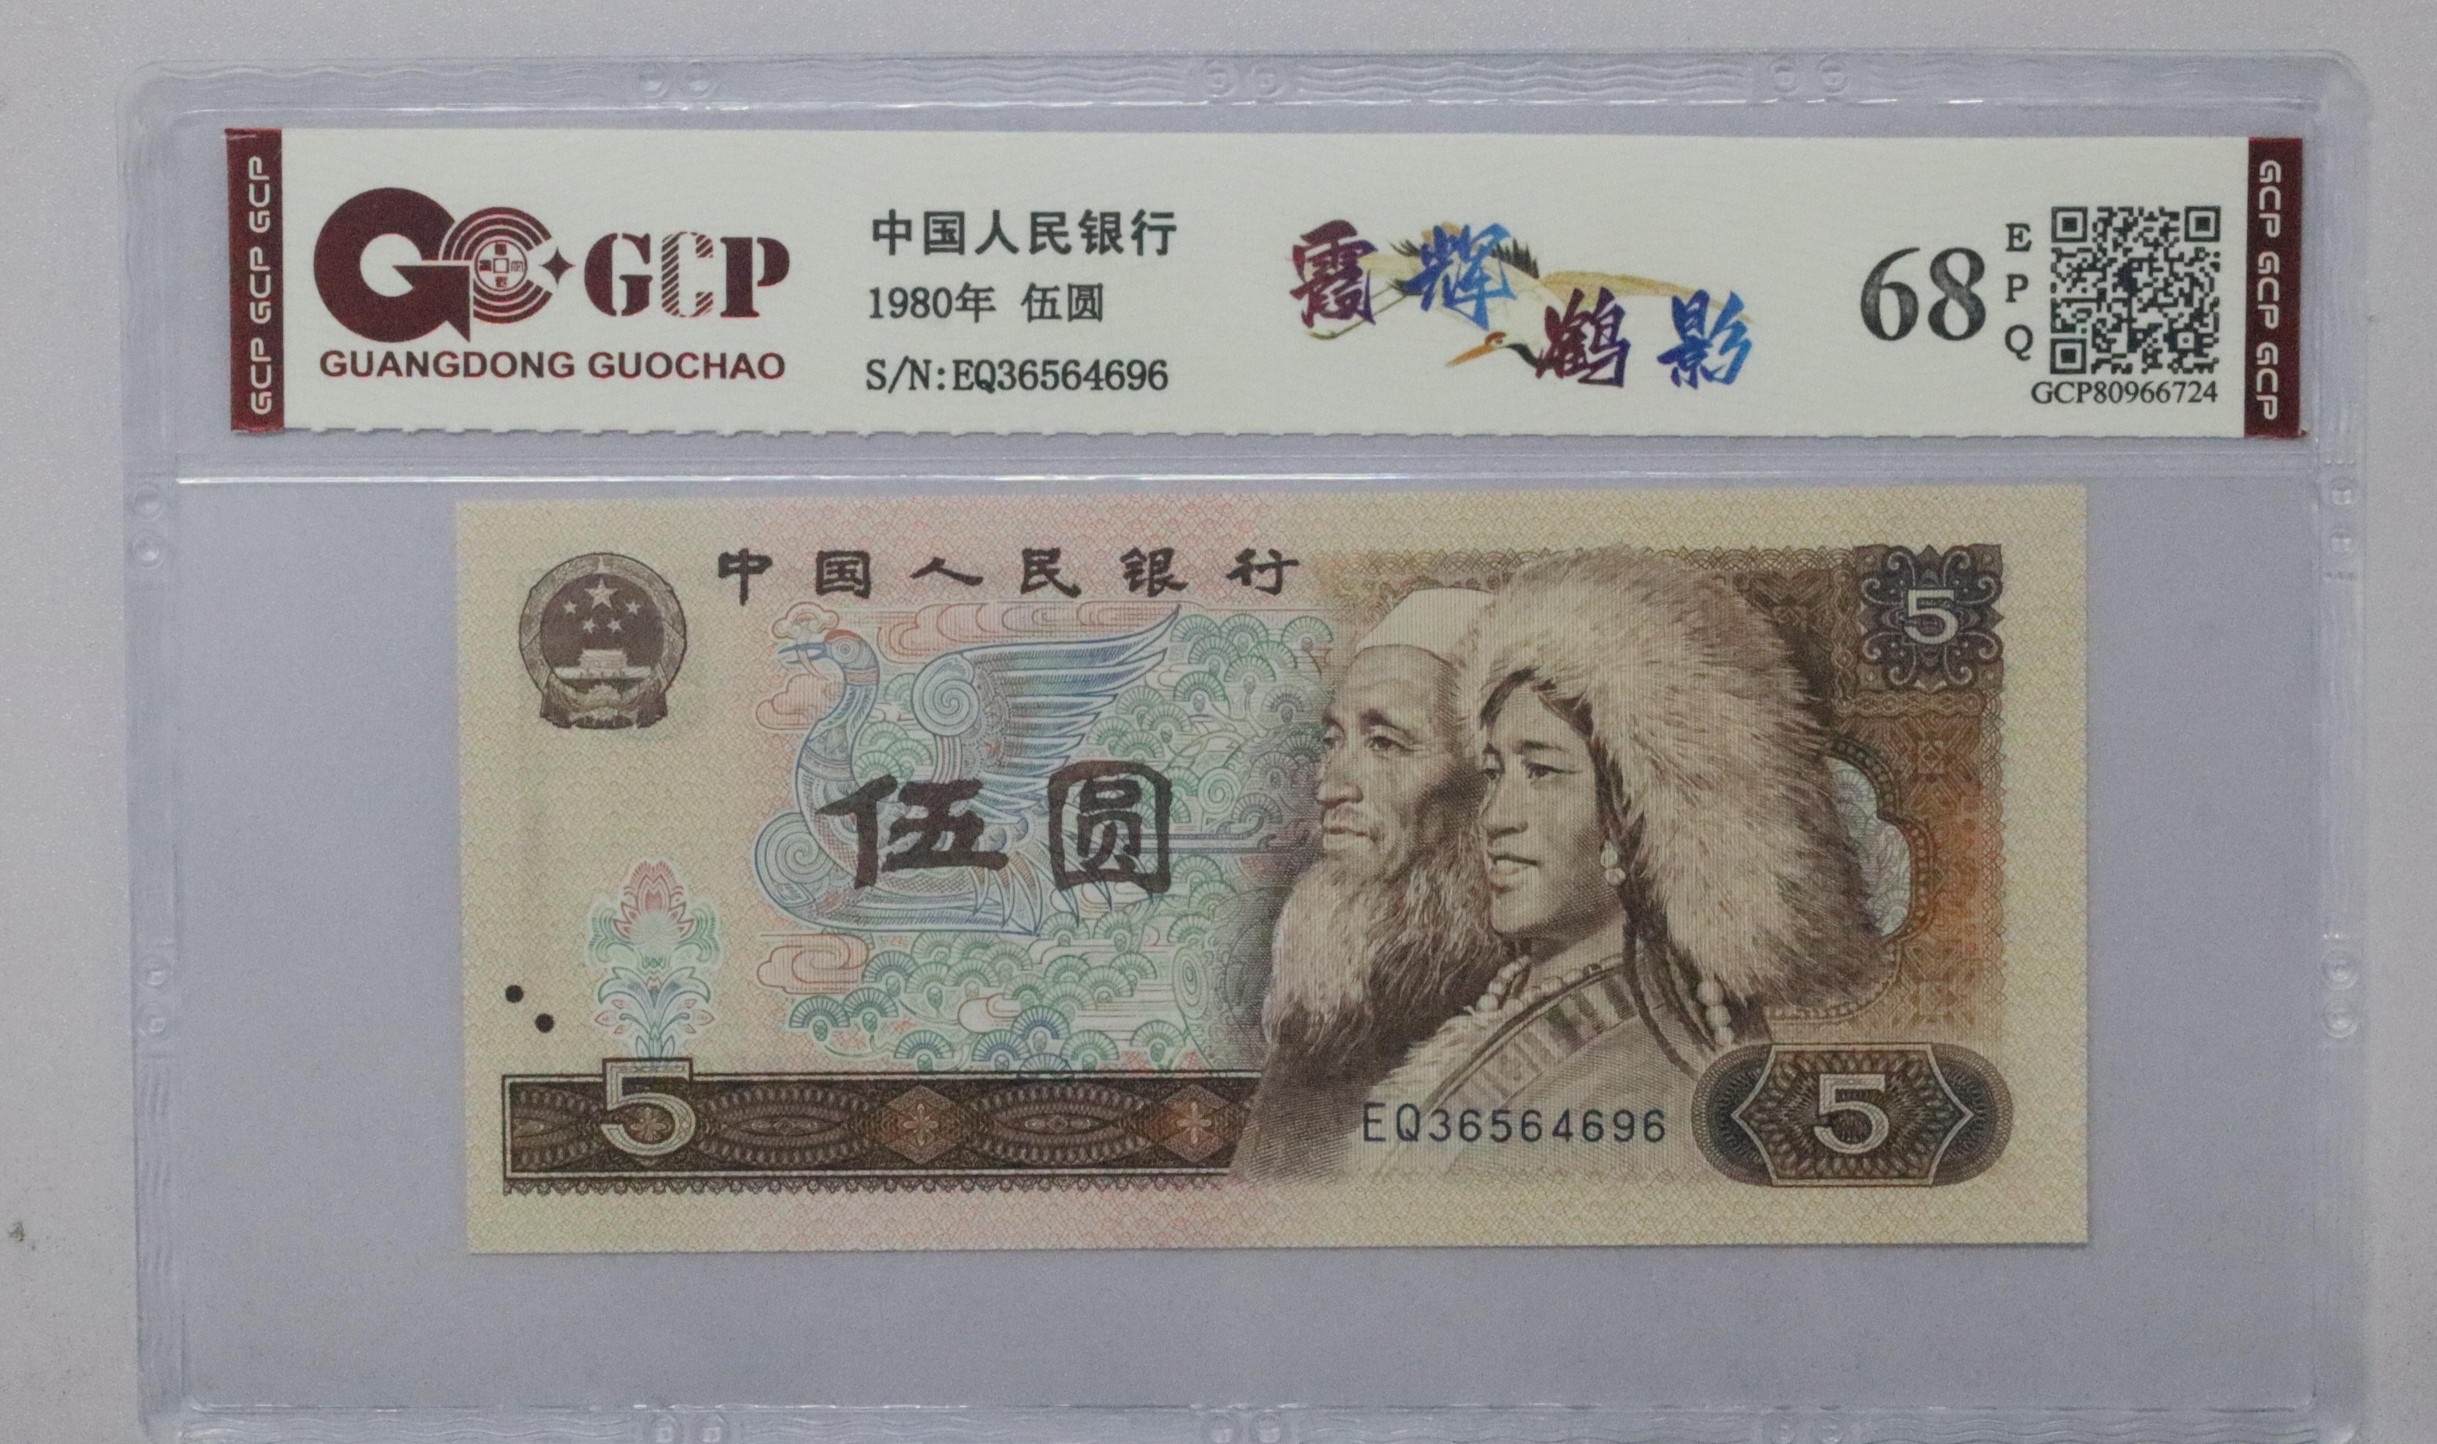 GCP GCP GCP
GCP
GUANGDONG GUOCHAO
中国人民银行
1980年 伍圆
S/N:EQ36564696
霞辉
鹤影
68
EPQ
GCP80966724
GCP GCP GCP
中国人民银行
5
伍圆
5
EQ36564696
5